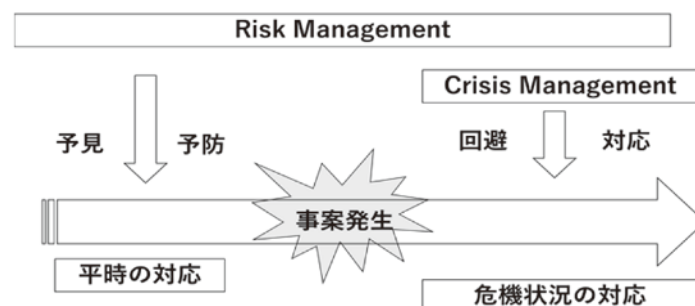 Risk Management
Crisis Management
予見 予防
回避 対応
事案発生
平時の対応
危機状況の対応